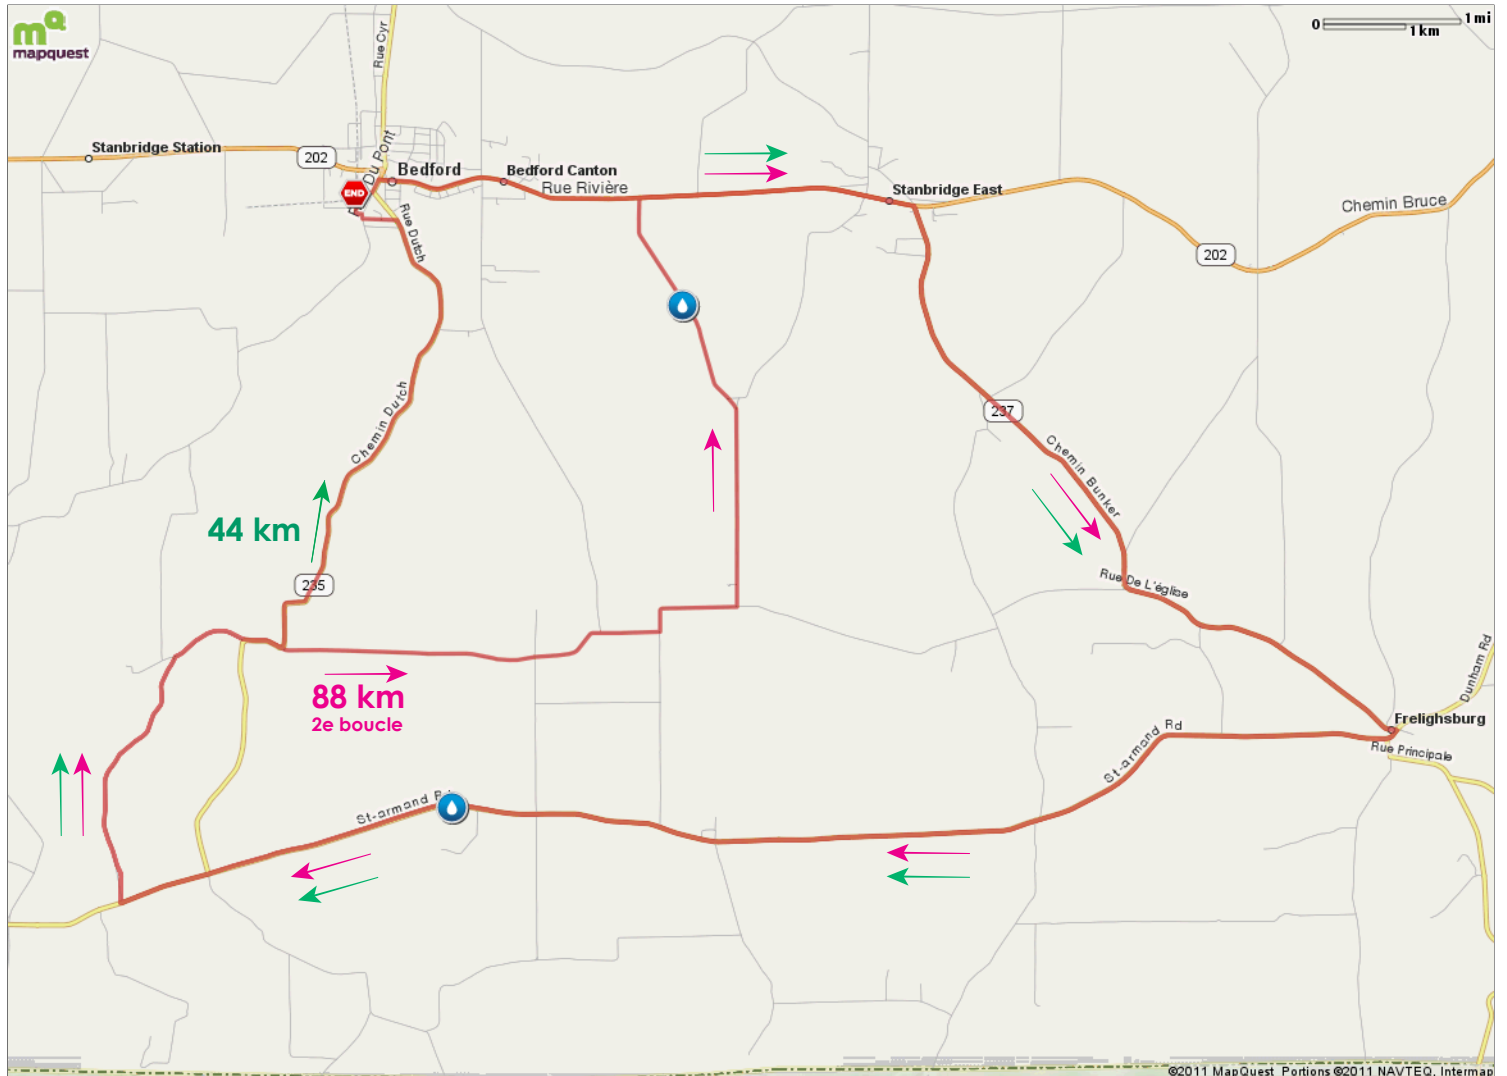 mq
mapquest
0
1 mi
1 km
Rue Cyr
Stanbridge Station
202
Du Pont
Bedford
Bedford Canton
Rue Rivière
Stanbridge East
Chemin Bruce
END
Rue Dutch
202
Chemin Dutch
237
Chemin Bunker
44 km
235
Rue De L'église
88 km
2e boucle
Dunham Rd
Frelighsburg
Rue Principale
St-armand Rd
St-armand
©2011 MapQuest Portions ©2011 NAVTEQ, Intermap